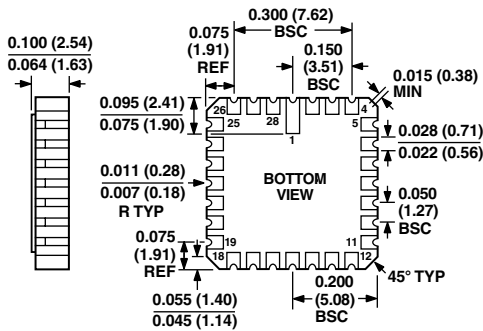 0.300 (7.62)
BSC
0.075
(1.91)
REF
0.150
(3.51)
BSC
0.100 (2.54)
0.064 (1.63)
0.015 (0.38)
MIN
0.095 (2.41)
0.075 (1.90)
26
28
4
25
5
1
0.028 (0.71)
0.022 (0.56)
0.011 (0.28)
0.007 (0.18)
R TYP
BOTTOM
VIEW
0.050
(1.27)
BSC
0.075
(1.91)
REF
19
11
18
12
45° TYP
0.200
(5.08)
BSC
0.055 (1.40)
0.045 (1.14)